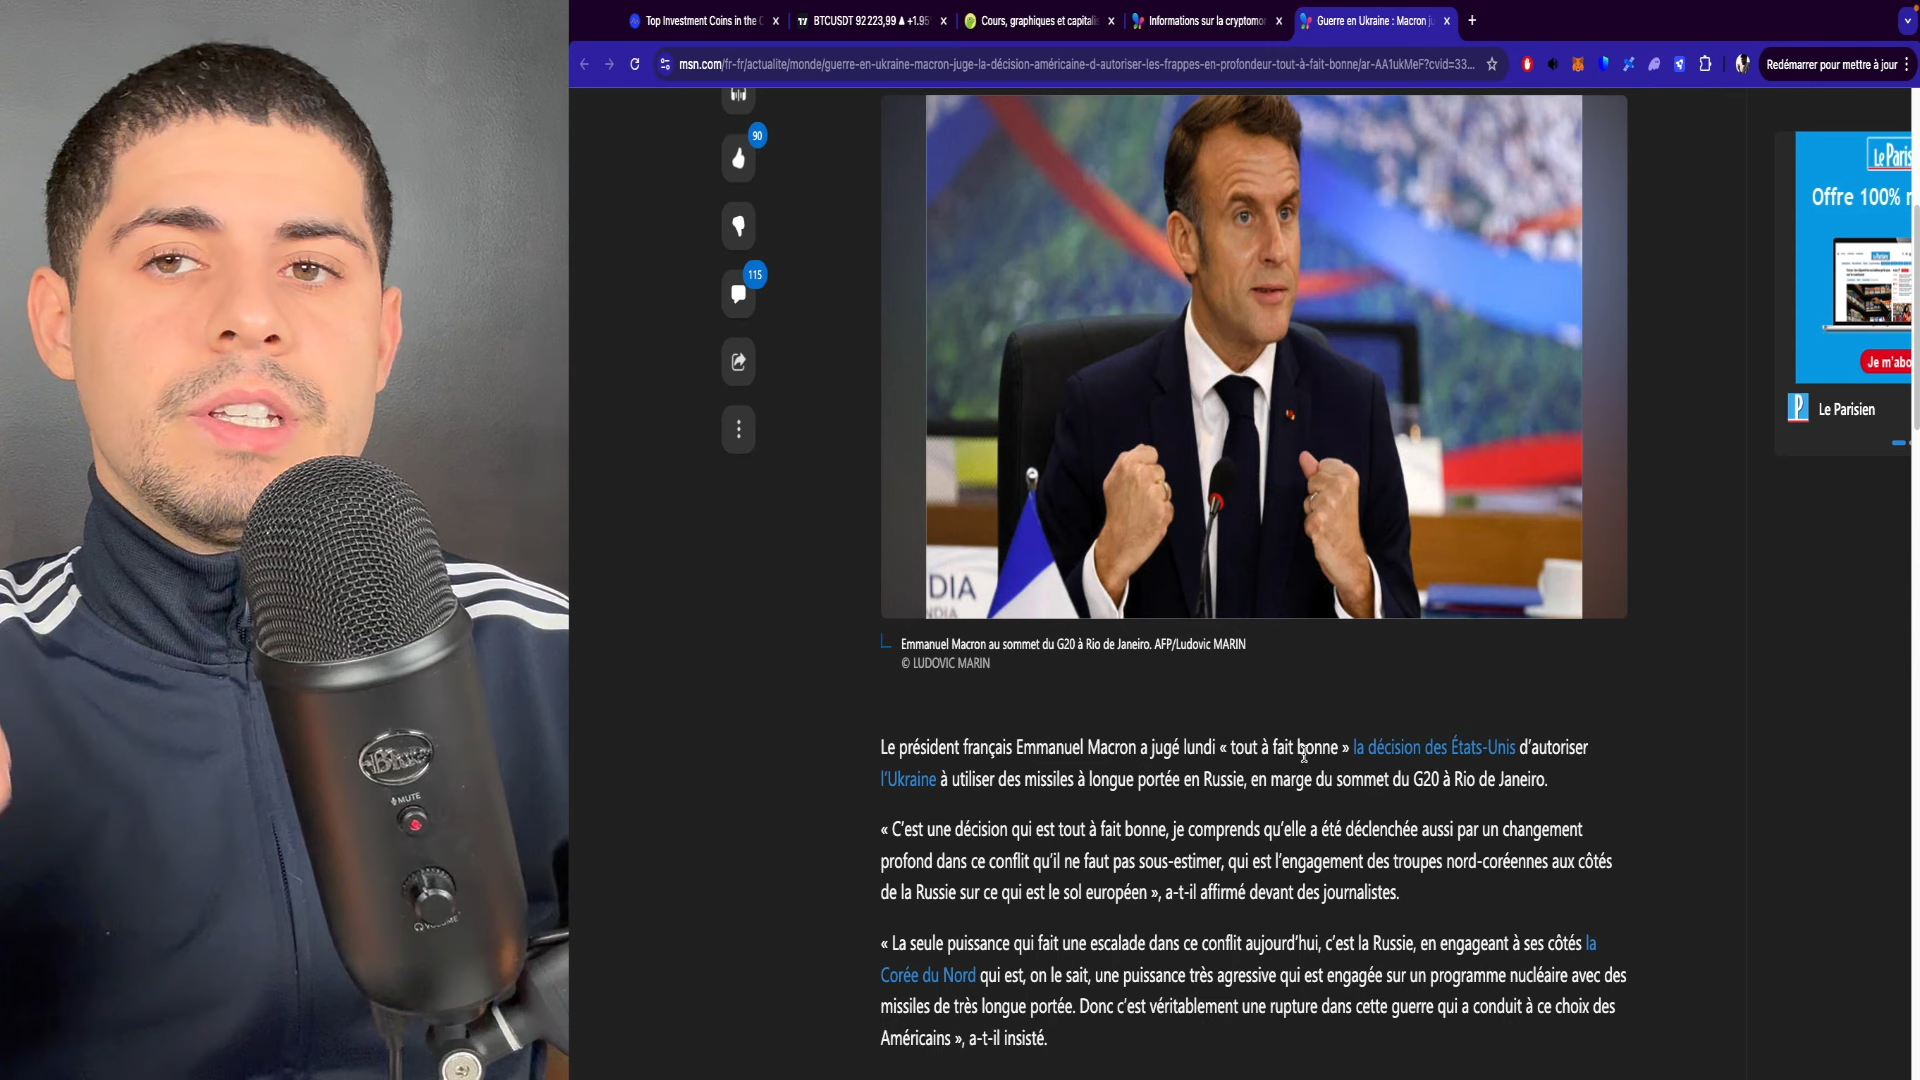 Top Investment Coins in the C
BTCUSDT 92 223,99 ▲ +1.95
Cours, graphiques et capitalis
Informations sur la cryptomor
Guerre en Ukraine : Macron ju
msn.com/fr-fr/actualite/monde/guerre-en-ukraine-macron-juge-la-décision-américaine-d-autoriser-les-frappes-en-profondeur-tout-à-fait-bonne/ar-AA1ukMeF?cvid=33...
Redémarrer pour mettre à jour
90
115
Le Paris
Offre 100% n
Je m'abo
Le Parisien
DIA
NDIA
Emmanuel Macron au sommet du G20 à Rio de Janeiro. AFP/Ludovic MARIN
© LUDOVIC MARIN
Le président français Emmanuel Macron a jugé lundi « tout à fait bonne » la décision des États-Unis d’autoriser
l’Ukraine à utiliser des missiles à longue portée en Russie, en marge du sommet du G20 à Rio de Janeiro.
« C’est une décision qui est tout à fait bonne, je comprends qu’elle a été déclenchée aussi par un changement
profond dans ce conflit qu’il ne faut pas sous-estimer, qui est l’engagement des troupes nord-coréennes aux côtés
de la Russie sur ce qui est le sol européen », a-t-il affirmé devant des journalistes.
« La seule puissance qui fait une escalade dans ce conflit aujourd’hui, c’est la Russie, en engageant à ses côtés la
Corée du Nord qui est, on le sait, une puissance très agressive qui est engagée sur un programme nucléaire avec des
missiles de très longue portée. Donc c’est véritablement une rupture dans cette guerre qui a conduit à ce choix des
Américains », a-t-il insisté.
Blue
MUTE
VOLUME